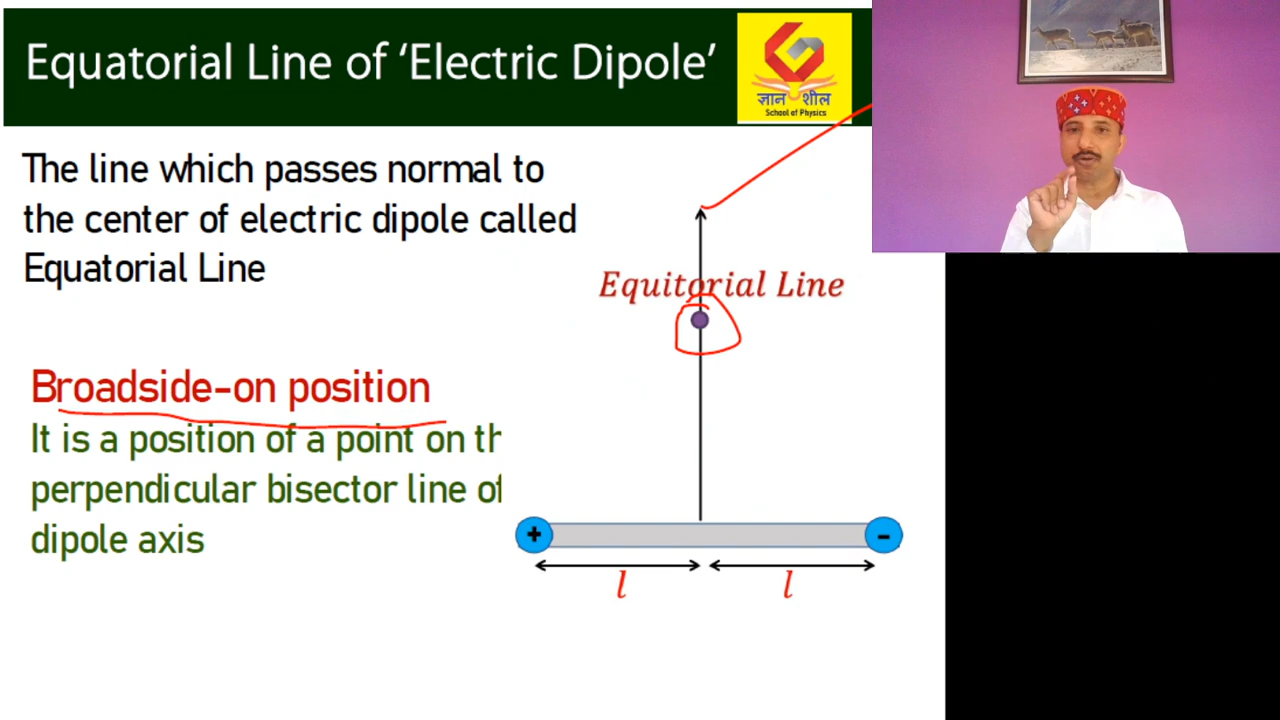 Equatorial Line of ‘Electric Dipole’
ज्ञान शील
School of Physics
The line which passes normal to
the center of electric dipole called
Equatorial Line
Equitorial Line
Broadside-on position
It is a position of a point on th
perpendicular bisector line of
dipole axis
+
-
l
l